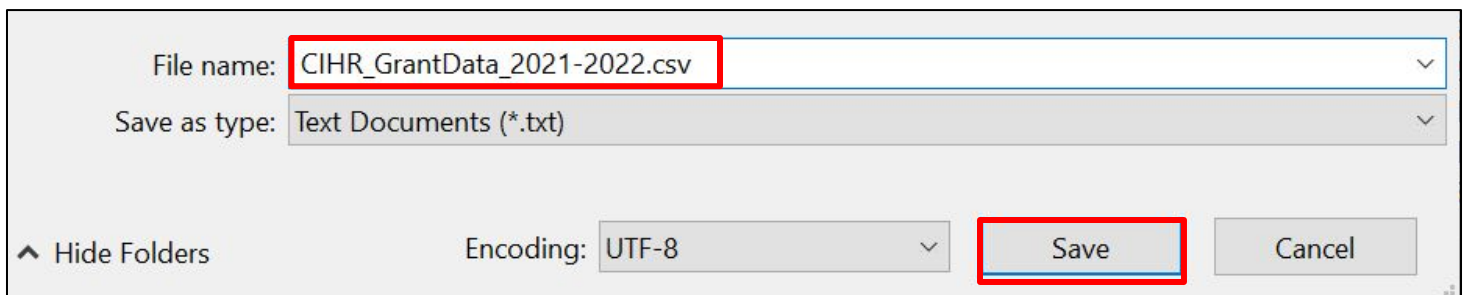 File name: CIHR_GrantData_2021-2022.csv
Save as type: Text Documents (*.txt)
Hide Folders Encoding: UTF-8 Save Cancel